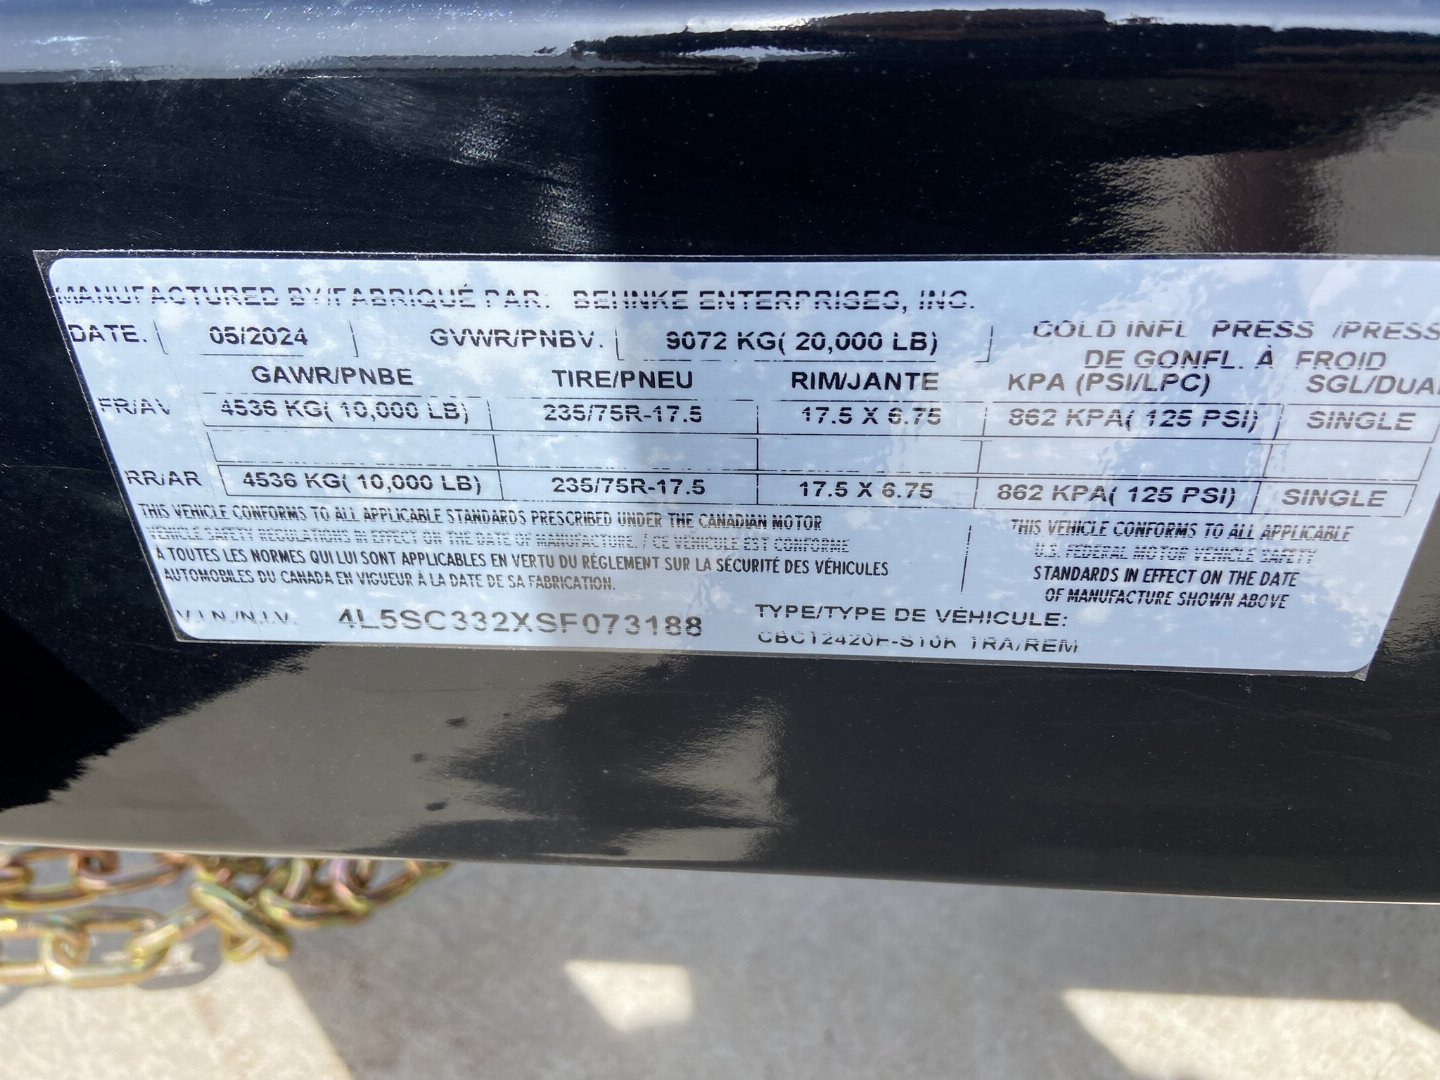 MANUFACTURED BY/FABRIQUÉ PAR: BEHNKE ENTERPRISES, INC.
DATE: 05/2024 GVWR/PNBV: 9072 KG( 20,000 LB) COLD INFL PRESS /PRESS
DE GONFL. À FROID
GAWR/PNBE TIRE/PNEU RIM/JANTE KPA (PSI/LPC) SGL/DUAL
FR/AV 4536 KG( 10,000 LB) 235/75R-17.5 17.5 X 6.75 862 KPA( 125 PSI) SINGLE
RR/AR 4536 KG( 10,000 LB) 235/75R-17.5 17.5 X 6.75 862 KPA( 125 PSI) SINGLE
THIS VEHICLE CONFORMS TO ALL APPLICABLE STANDARDS PRESCRIBED UNDER THE CANADIAN MOTOR
VEHICLE SAFETY REGULATIONS IN EFFECT ON THE DATE OF MANUFACTURE. / CE VÉHICULE EST CONFORME
À TOUTES LES NORMES QUI LUI SONT APPLICABLES EN VERTU DU RÉGLEMENT SUR LA SÉCURITÉ DES VÉHICULES
AUTOMOBILES DU CANADA EN VIGUEUR À LA DATE DE SA FABRICATION.
THIS VEHICLE CONFORMS TO ALL APPLICABLE
U.S. FEDERAL MOTOR VEHICLE SAFETY
STANDARDS IN EFFECT ON THE DATE
OF MANUFACTURE SHOWN ABOVE
V.I.N./N.I.V: 4L5SC332XSF073188 TYPE/TYPE DE VÉHICULE:
CBC12420F-S10K TRA/REM